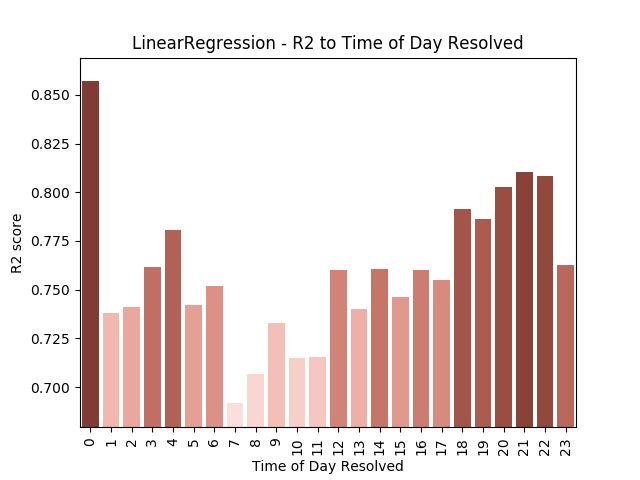 LinearRegression - R2 to Time of Day Resolved
0.850
0.825
0.800
0.775
0.750
0.725
0.700
R2 score
0 1 2 3 4 5 6 7 8 9 10 11 12 13 14 15 16 17 18 19 20 21 22 23
Time of Day Resolved